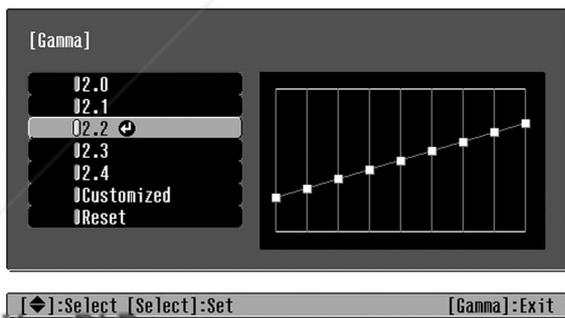 [Gamma]
2.0
2.1
2.2
2.3
2.4
Customized
Reset
[◆]:Select [Select]:Set
[Gamma]:Exit